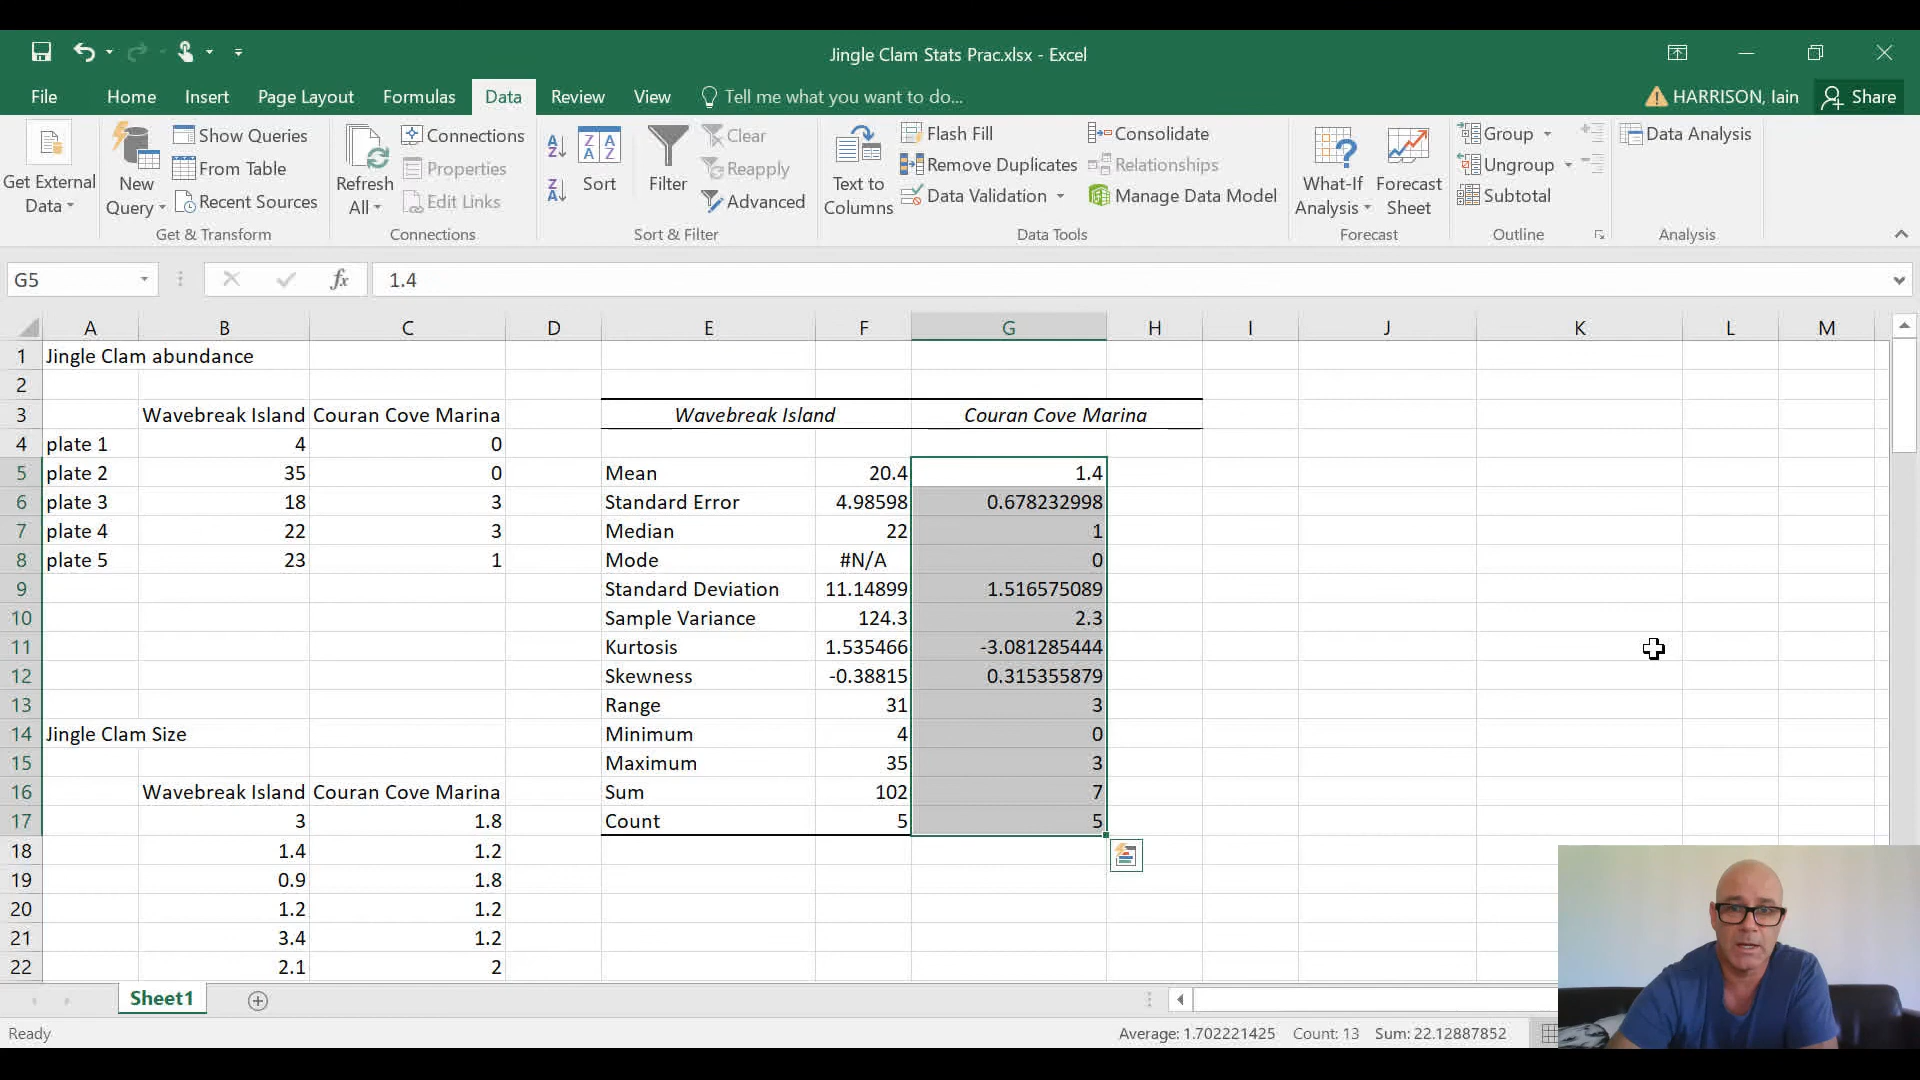 Jingle Clam Stats Prac.xlsx - Excel
File Home Insert Page Layout Formulas Data Review View Tell me what you want to do... HARRISON, Iain Share
Get External Data
New Query
Show Queries
From Table
Recent Sources
Get & Transform
Refresh All
Connections
Properties
Edit Links
Connections
Sort
Filter
Clear
Reapply
Advanced
Sort & Filter
Text to Columns
Flash Fill
Remove Duplicates
Data Validation
Consolidate
Relationships
Manage Data Model
Data Tools
What-If Analysis
Forecast Sheet
Forecast
Group
Ungroup
Subtotal
Outline
Data Analysis
Analysis
G5 fx 1.4
A B C D E F G H I J K L M
1 Jingle Clam abundance
2
3 Wavebreak Island Couran Cove Marina Wavebreak Island Couran Cove Marina
4 plate 1 4 0
5 plate 2 35 0 Mean 20.4 1.4
6 plate 3 18 3 Standard Error 4.98598 0.678232998
7 plate 4 22 3 Median 22 1
8 plate 5 23 1 Mode #N/A 0
9 Standard Deviation 11.14899 1.516575089
10 Sample Variance 124.3 2.3
11 Kurtosis 1.535466 -3.081285444
12 Skewness -0.38815 0.315355879
13 Range 31 3
14 Jingle Clam Size Minimum 4 0
15 Maximum 35 3
16 Wavebreak Island Couran Cove Marina Sum 102 7
17 3 1.8 Count 5 5
18 1.4 1.2
19 0.9 1.8
20 1.2 1.2
21 3.4 1.2
22 2.1 2
Sheet1
Ready Average: 1.702221425 Count: 13 Sum: 22.12887852